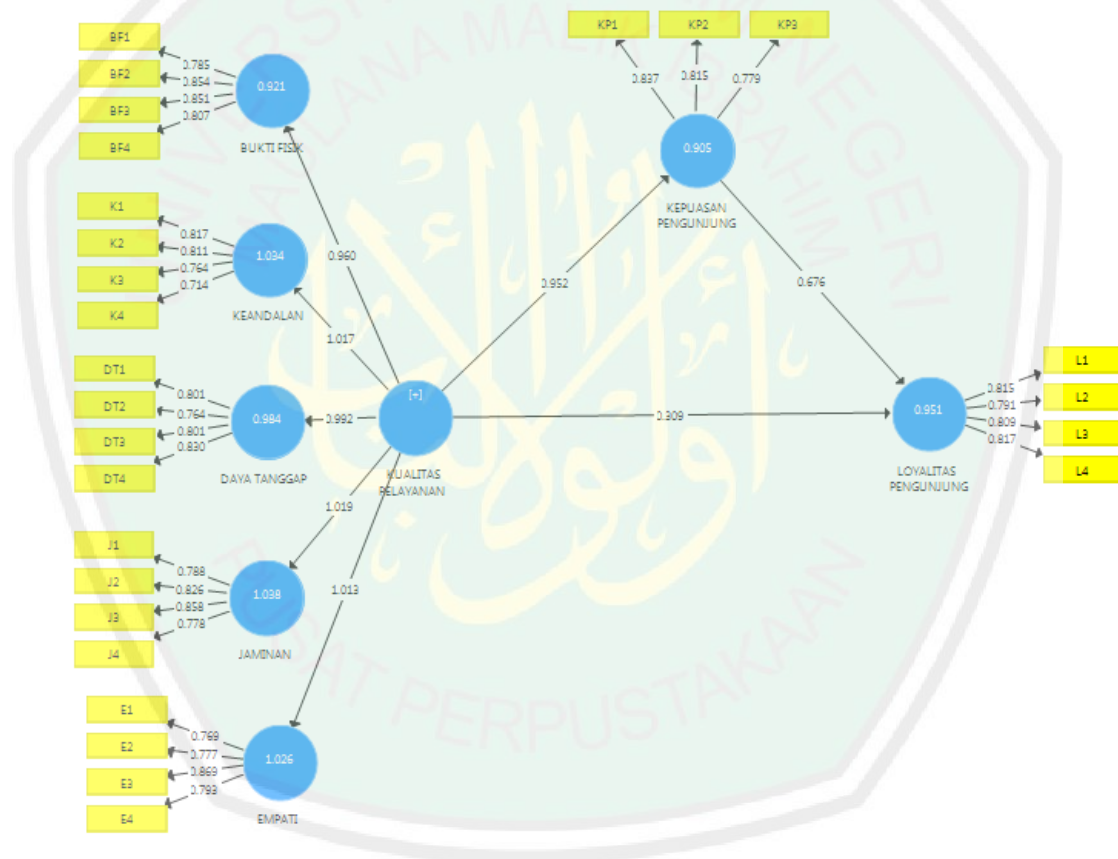 BF1
BF2
BF3
BF4
0.785
0.854
0.851
0.807
0.921
BUKTI FISIK
K1
K2
K3
K4
0.817
0.811
0.764
0.714
1.034
KEANDALAN
DT1
DT2
DT3
DT4
0.801
0.764
0.801
0.830
0.984
DAYA TANGGAP
J1
J2
J3
J4
0.788
0.826
0.858
0.778
1.038
JAMINAN
E1
E2
E3
E4
0.769
0.777
0.869
0.793
1.026
EMPATI
0.960
1.017
0.992
1.019
1.013
[+]
KUALITAS
PELAYANAN
0.952
0.309
KP1
KP2
KP3
0.837
0.815
0.779
0.905
KEPUASAN
PENGUNJUNG
0.676
0.951
LOYALITAS
PENGUNJUNG
0.815
0.791
0.809
0.817
L1
L2
L3
L4
MAULANA MALIK IBRAHIM
NEGERI
PUSAT PERPUSTAKAAN